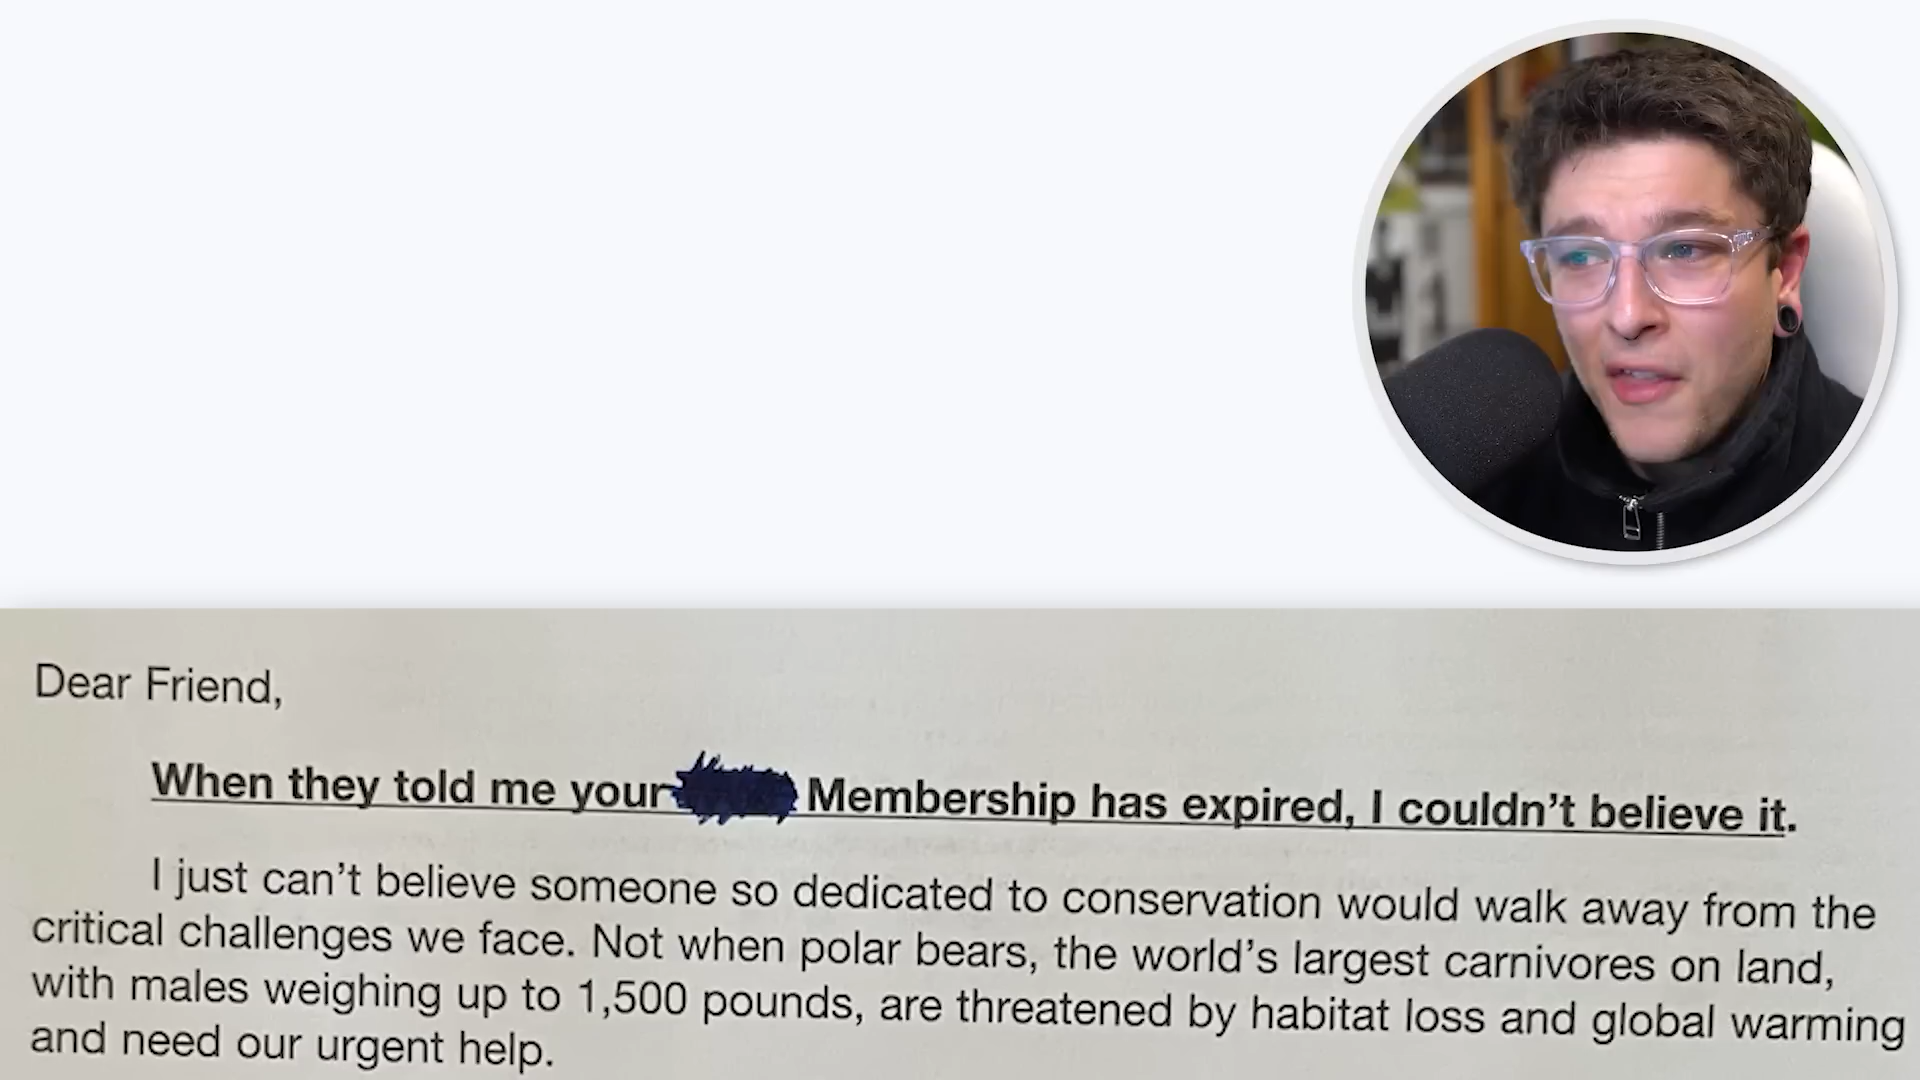 Dear Friend,
When they told me your Membership has expired, I couldn't believe it.
I just can't believe someone so dedicated to conservation would walk away from the
critical challenges we face. Not when polar bears, the world's largest carnivores on land,
with males weighing up to 1,500 pounds, are threatened by habitat loss and global warming
and need our urgent help.